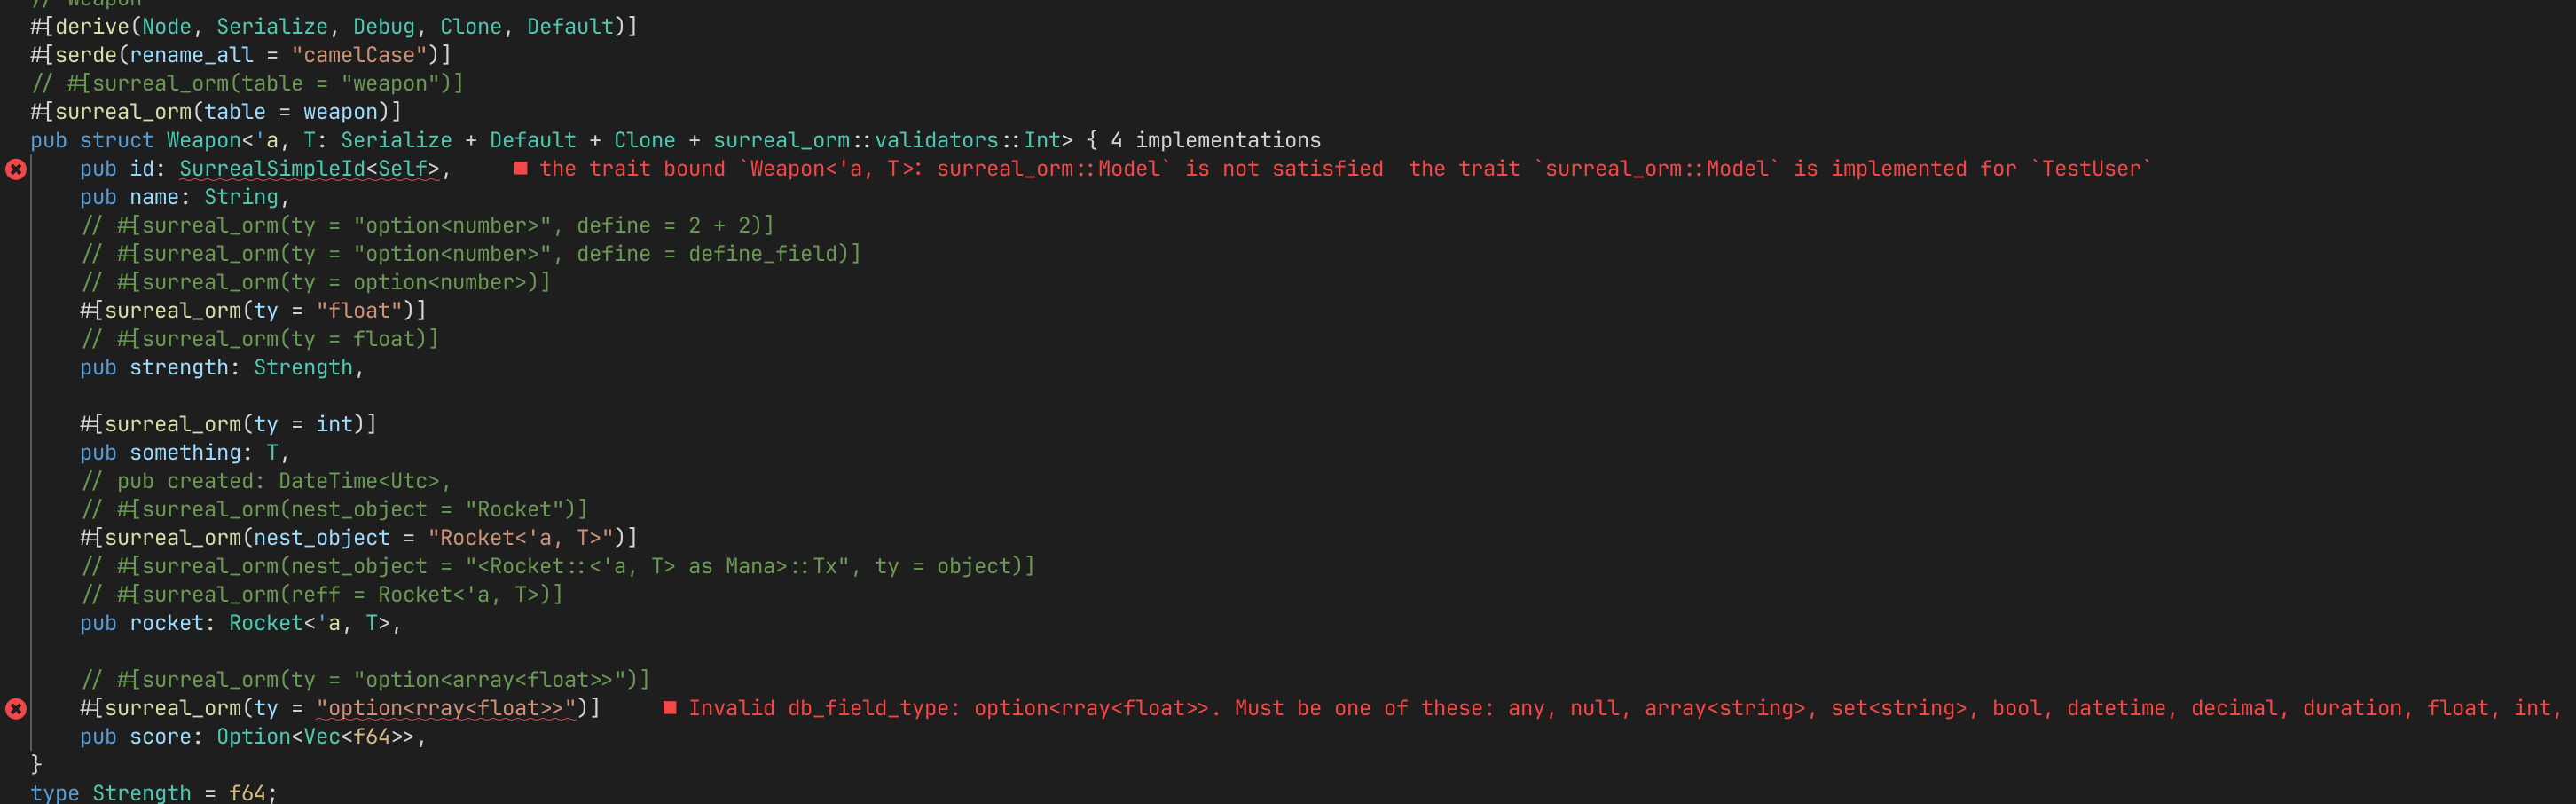 // Weapon
#[derive(Node, Serialize, Debug, Clone, Default)]
#[serde(rename_all = "camelCase")]
// #[surreal_orm(table = "weapon")]
#[surreal_orm(table = weapon)]
pub struct Weapon<'a, T: Serialize + Default + Clone + surreal_orm::validators::Int> { 4 implementations
    pub id: SurrealSimpleId<Self>,     ■ the trait bound `Weapon<'a, T>: surreal_orm::Model` is not satisfied  the trait `surreal_orm::Model` is implemented for `TestUser`
    pub name: String,
    // #[surreal_orm(ty = "option<number>", define = 2 + 2)]
    // #[surreal_orm(ty = "option<number>", define = define_field)]
    // #[surreal_orm(ty = option<number>)]
    #[surreal_orm(ty = "float")]
    // #[surreal_orm(ty = float)]
    pub strength: Strength,
    #[surreal_orm(ty = int)]
    pub something: T,
    // pub created: DateTime<Utc>,
    // #[surreal_orm(nest_object = "Rocket")]
    #[surreal_orm(nest_object = "Rocket<'a, T>")]
    // #[surreal_orm(nest_object = "<Rocket::<'a, T> as Mana>::Tx", ty = object)]
    // #[surreal_orm(reff = Rocket<'a, T>)]
    pub rocket: Rocket<'a, T>,
    // #[surreal_orm(ty = "option<array<float>>")]
    #[surreal_orm(ty = "option<rray<float>>")]     ■ Invalid db_field_type: option<rray<float>>. Must be one of these: any, null, array<string>, set<string>, bool, datetime, decimal, duration, float, int,
    pub score: Option<Vec<f64>>,
}
type Strength = f64;